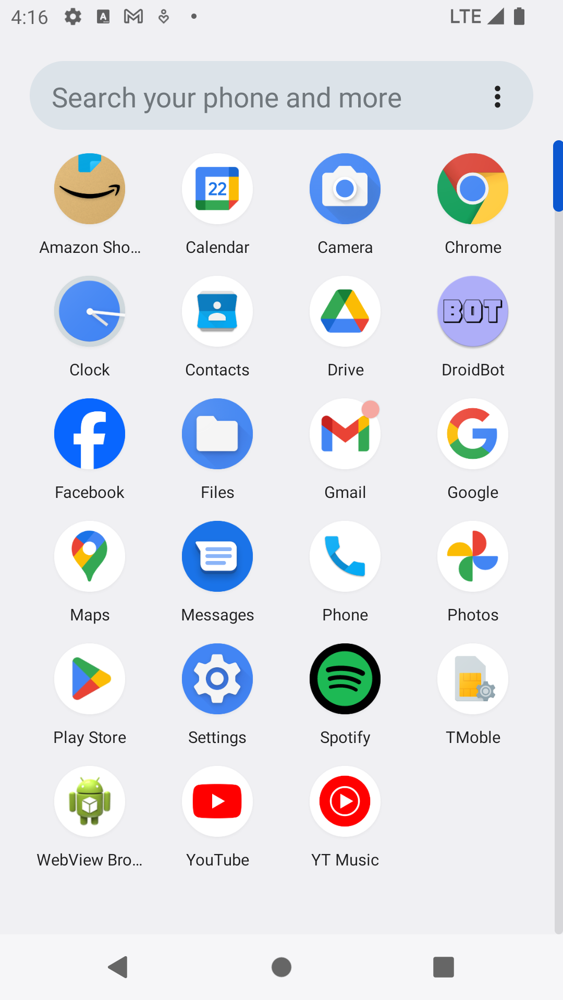 4:16
LTE
Search your phone and more
22
Amazon Sho...
Calendar
Camera
Chrome
BOT
Clock
Contacts
Drive
DroidBot
Facebook
Files
Gmail
Google
Maps
Messages
Phone
Photos
Play Store
Settings
Spotify
TMoble
WebView Bro...
YouTube
YT Music